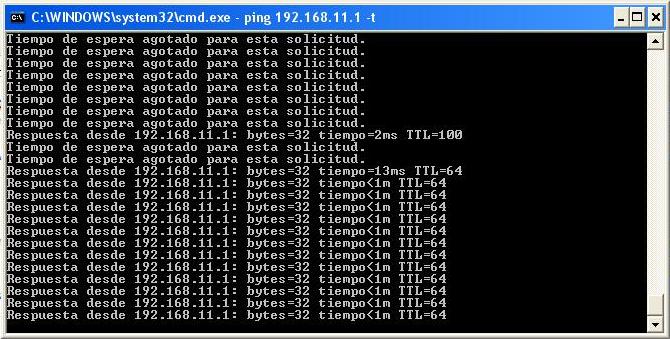 C:\WINDOWS\system32\cmd.exe - ping 192.168.11.1 -t
Tiempo de espera agotado para esta solicitud.
Tiempo de espera agotado para esta solicitud.
Tiempo de espera agotado para esta solicitud.
Tiempo de espera agotado para esta solicitud.
Tiempo de espera agotado para esta solicitud.
Tiempo de espera agotado para esta solicitud.
Tiempo de espera agotado para esta solicitud.
Tiempo de espera agotado para esta solicitud.
Respuesta desde 192.168.11.1: bytes=32 tiempo=2ms TTL=100
Tiempo de espera agotado para esta solicitud.
Tiempo de espera agotado para esta solicitud.
Respuesta desde 192.168.11.1: bytes=32 tiempo=13ms TTL=64
Respuesta desde 192.168.11.1: bytes=32 tiempo<1m TTL=64
Respuesta desde 192.168.11.1: bytes=32 tiempo<1m TTL=64
Respuesta desde 192.168.11.1: bytes=32 tiempo<1m TTL=64
Respuesta desde 192.168.11.1: bytes=32 tiempo<1m TTL=64
Respuesta desde 192.168.11.1: bytes=32 tiempo<1m TTL=64
Respuesta desde 192.168.11.1: bytes=32 tiempo<1m TTL=64
Respuesta desde 192.168.11.1: bytes=32 tiempo<1m TTL=64
Respuesta desde 192.168.11.1: bytes=32 tiempo<1m TTL=64
Respuesta desde 192.168.11.1: bytes=32 tiempo<1m TTL=64
Respuesta desde 192.168.11.1: bytes=32 tiempo<1m TTL=64
Respuesta desde 192.168.11.1: bytes=32 tiempo<1m TTL=64
Respuesta desde 192.168.11.1: bytes=32 tiempo<1m TTL=64